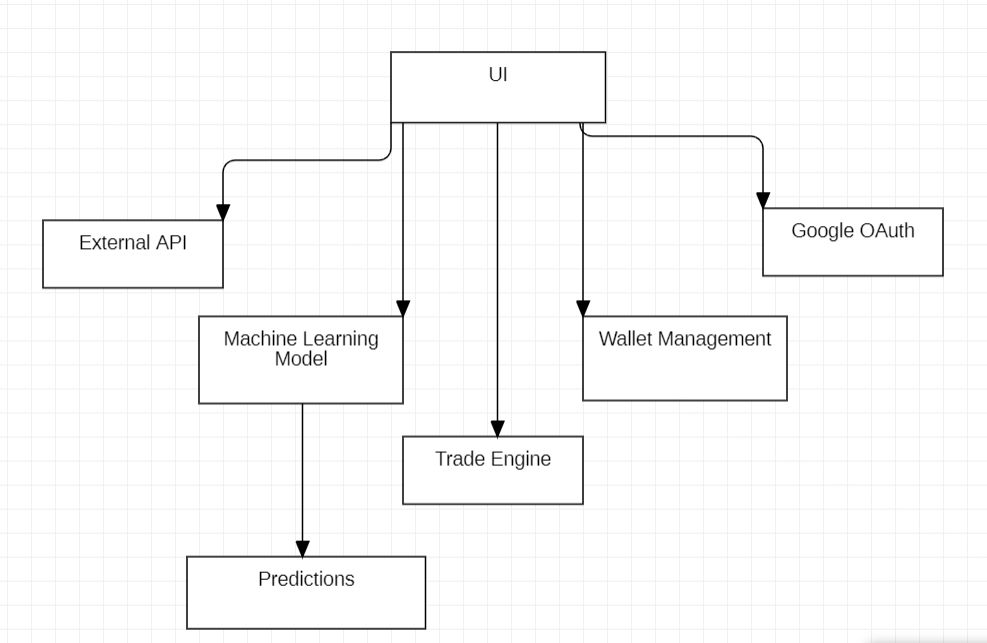 UI
External API
Google OAuth
Machine Learning
Model
Wallet Management
Trade Engine
Predictions